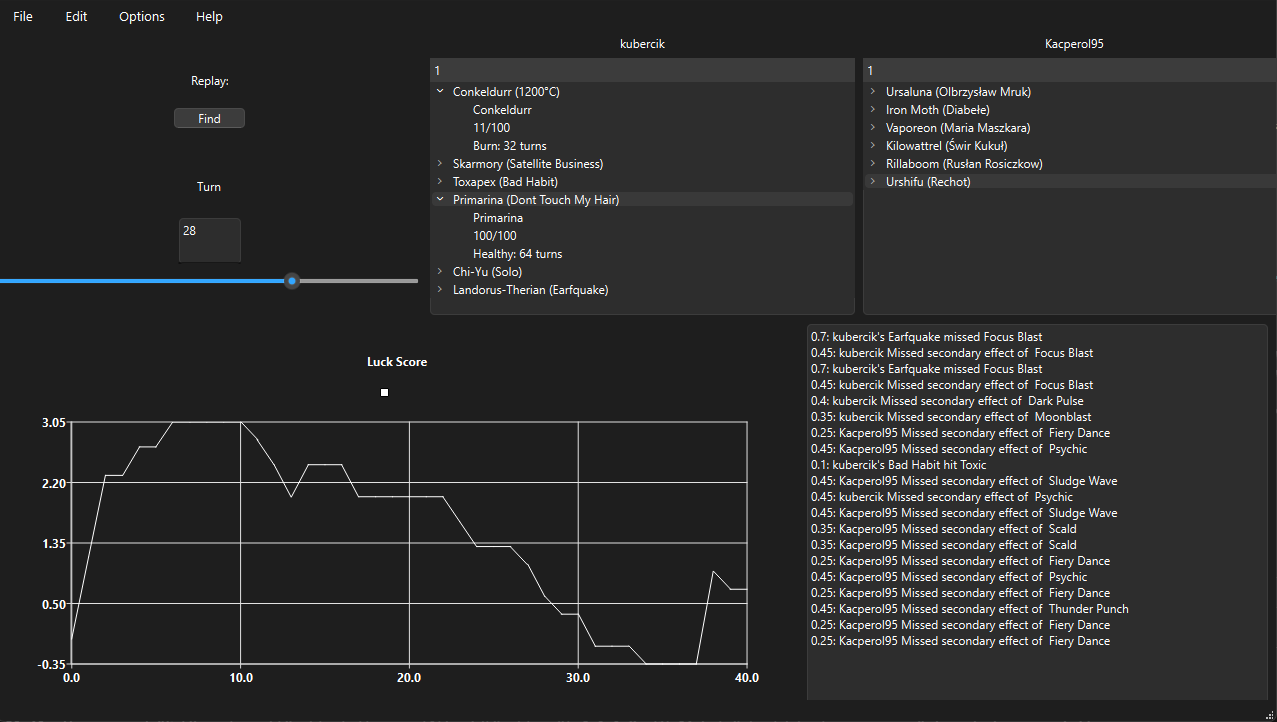 File Edit Options Help
Replay:
Find
Turn
28
kubercik
1
Conkeldurr (1200°C)
Conkeldurr
11/100
Burn: 32 turns
Skarmory (Satellite Business)
Toxapex (Bad Habit)
Primarina (Dont Touch My Hair)
Primarina
100/100
Healthy: 64 turns
Chi-Yu (Solo)
Landorus-Therian (Earfquake)
Kacperol95
1
Ursaluna (Olbrzysław Mruk)
Iron Moth (Diabełe)
Vaporeon (Maria Maszkara)
Kilowattrel (Świr Kukuł)
Rillaboom (Rusłan Rosiczkow)
Urshifu (Rechot)
Luck Score
3.05
2.20
1.35
0.50
-0.35
0.0 10.0 20.0 30.0 40.0
0.7: kubercik's Earfquake missed Focus Blast
0.45: kubercik Missed secondary effect of  Focus Blast
0.7: kubercik's Earfquake missed Focus Blast
0.45: kubercik Missed secondary effect of  Focus Blast
0.4: kubercik Missed secondary effect of  Dark Pulse
0.35: kubercik Missed secondary effect of  Moonblast
0.25: Kacperol95 Missed secondary effect of  Fiery Dance
0.45: Kacperol95 Missed secondary effect of  Psychic
0.1: kubercik's Bad Habit hit Toxic
0.45: Kacperol95 Missed secondary effect of  Sludge Wave
0.45: kubercik Missed secondary effect of  Psychic
0.45: Kacperol95 Missed secondary effect of  Sludge Wave
0.35: Kacperol95 Missed secondary effect of  Scald
0.35: Kacperol95 Missed secondary effect of  Scald
0.25: Kacperol95 Missed secondary effect of  Fiery Dance
0.45: Kacperol95 Missed secondary effect of  Psychic
0.25: Kacperol95 Missed secondary effect of  Fiery Dance
0.45: Kacperol95 Missed secondary effect of  Thunder Punch
0.25: Kacperol95 Missed secondary effect of  Fiery Dance
0.25: Kacperol95 Missed secondary effect of  Fiery Dance